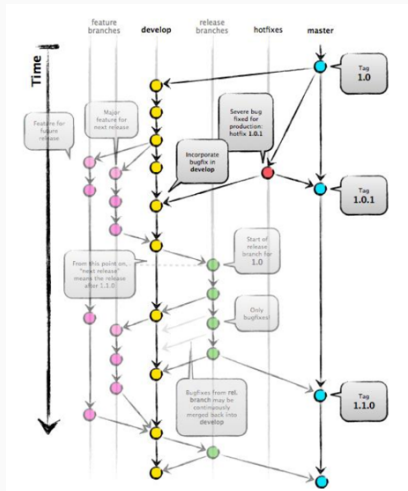 feature
branches
develop
release
branches
hotfixes
master
Time
Tag
1.0
Feature for
future
release
Major
feature for
next release
Severe bug
fixed for
production:
hotfix 1.0.1
Incorporate
bugfix in
develop
Tag
1.0.1
Start of
release
branch for
1.0
From this point on,
"next release"
means the release
after 1.1.0
Only
bugfixes!
Bugfixes from rel.
branch may be
continuously
merged back into
develop
Tag
1.1.0